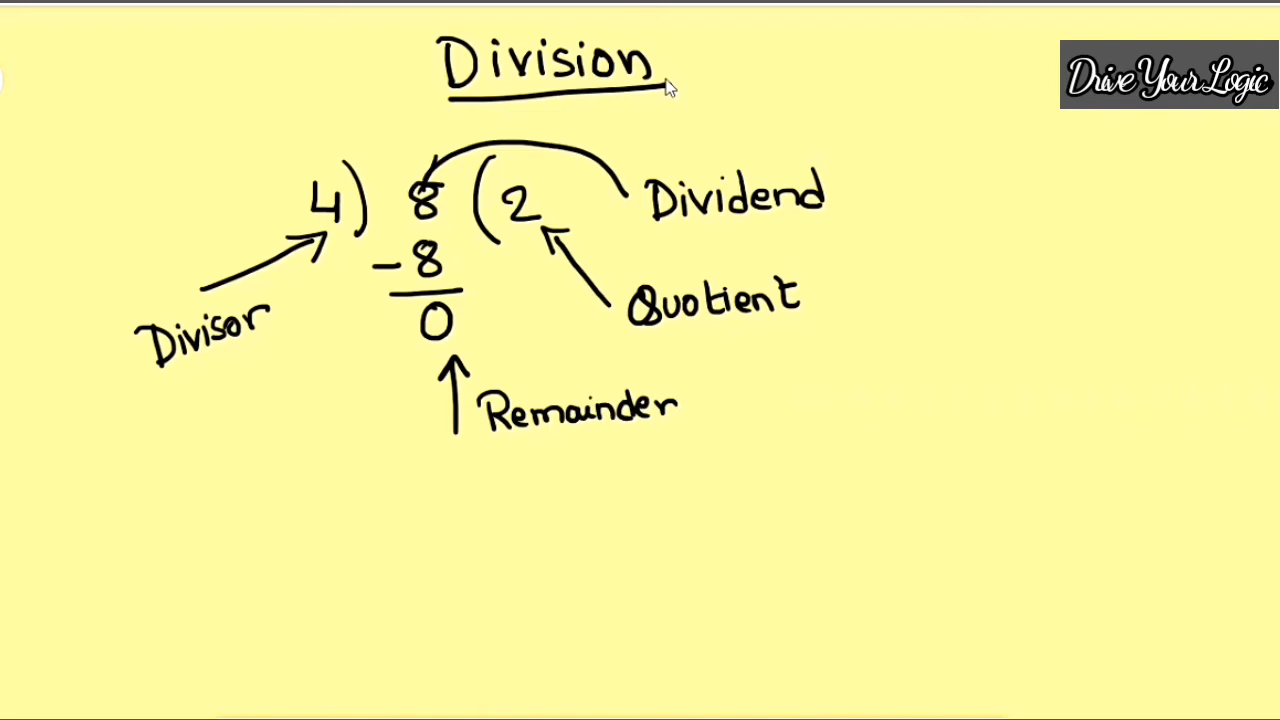 Division
Drive Your Logic
4) 8 (2
Dividend
-8
Quotient
0
Divisor
Remainder